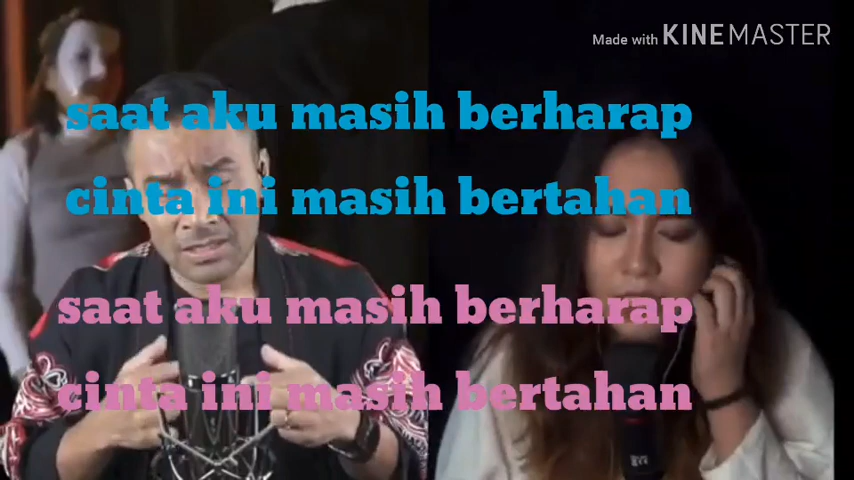 Made with KINEMASTER
saat aku masih berharap
cinta ini masih bertahan
saat aku masih berharap
cinta ini masih bertahan